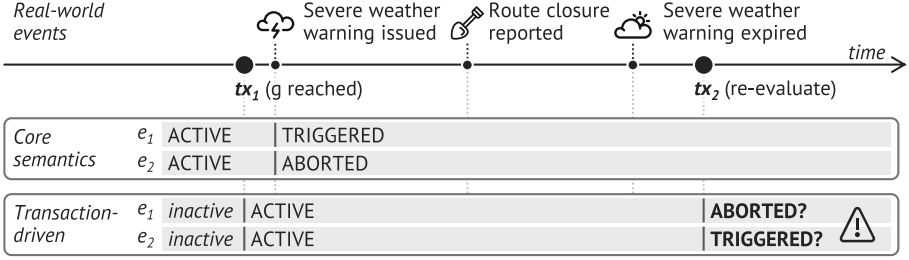 Real-world
events
Severe weather
warning issued
Route closure
reported
Severe weather
warning expired
time
tx1 (g reached)
tx2 (re-evaluate)
Core
semantics
e1 ACTIVE TRIGGERED
e2 ACTIVE ABORTED
Transaction-
driven
e1 inactive ACTIVE ABORTED?
e2 inactive ACTIVE TRIGGERED?